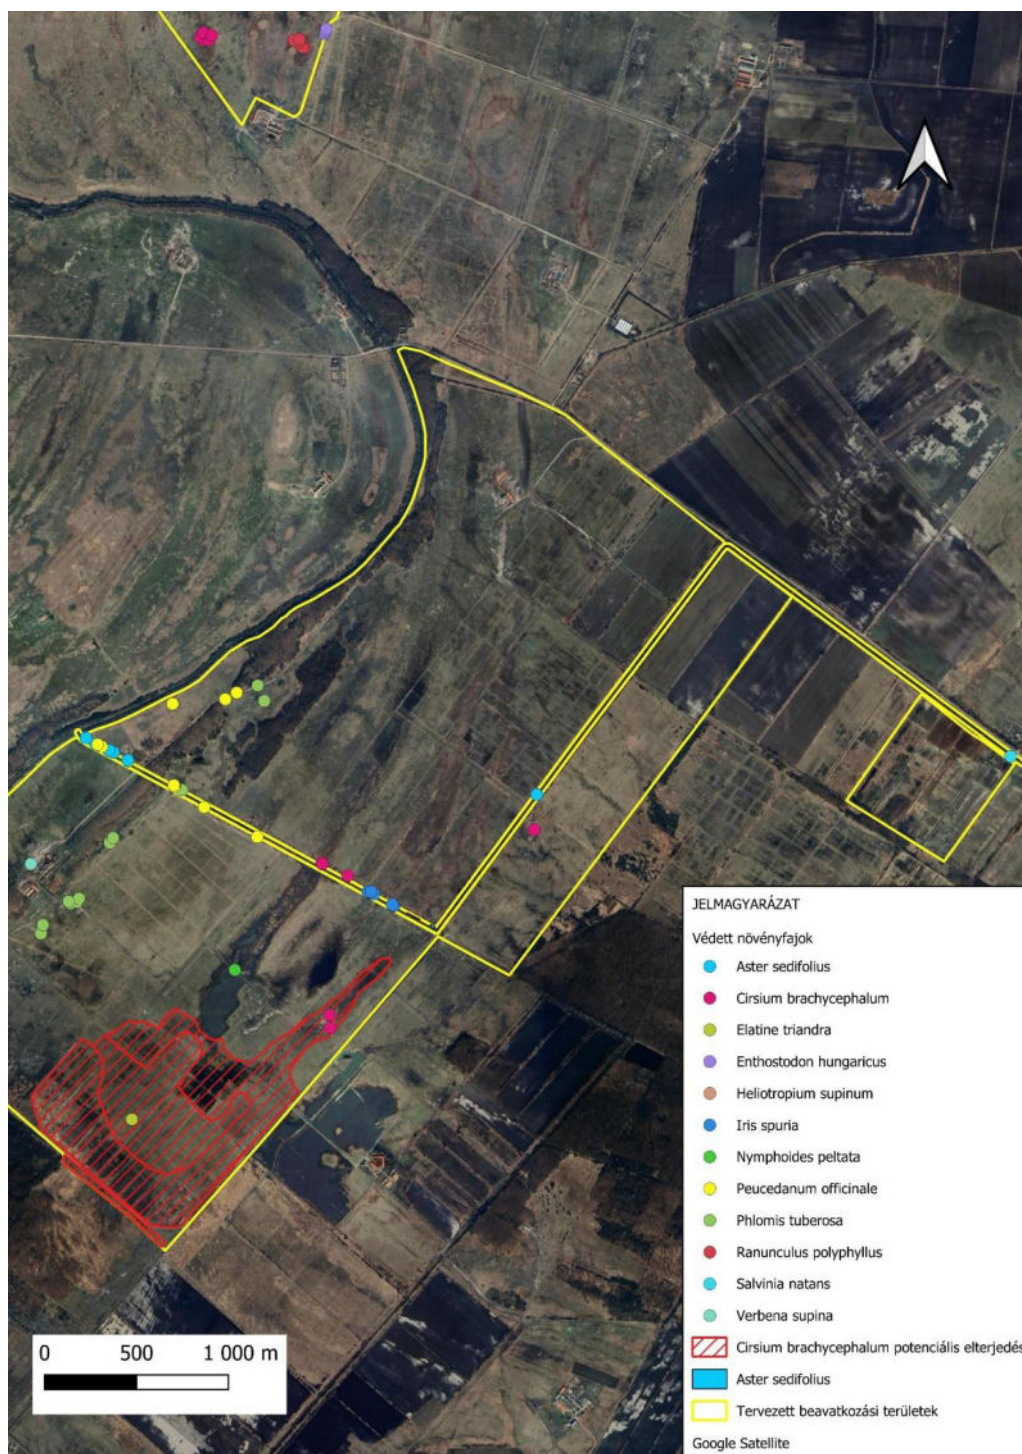 JELMAGYARÁZAT
Védett növényfajok
Aster sedifolius
Cirsium brachycephalum
Elatine triandra
Enthostodon hungaricus
Heliotropium supinum
Iris spuria
Nymphoides peltata
Peucedanum officinale
Phlomis tuberosa
Ranunculus polyphyllus
Salvinia natans
Verbena supina
Cirsium brachycephalum potenciális elterjedés
Aster sedifolius
Tervezett beavatkozási területek
Google Satellite
0 500 1 000 m